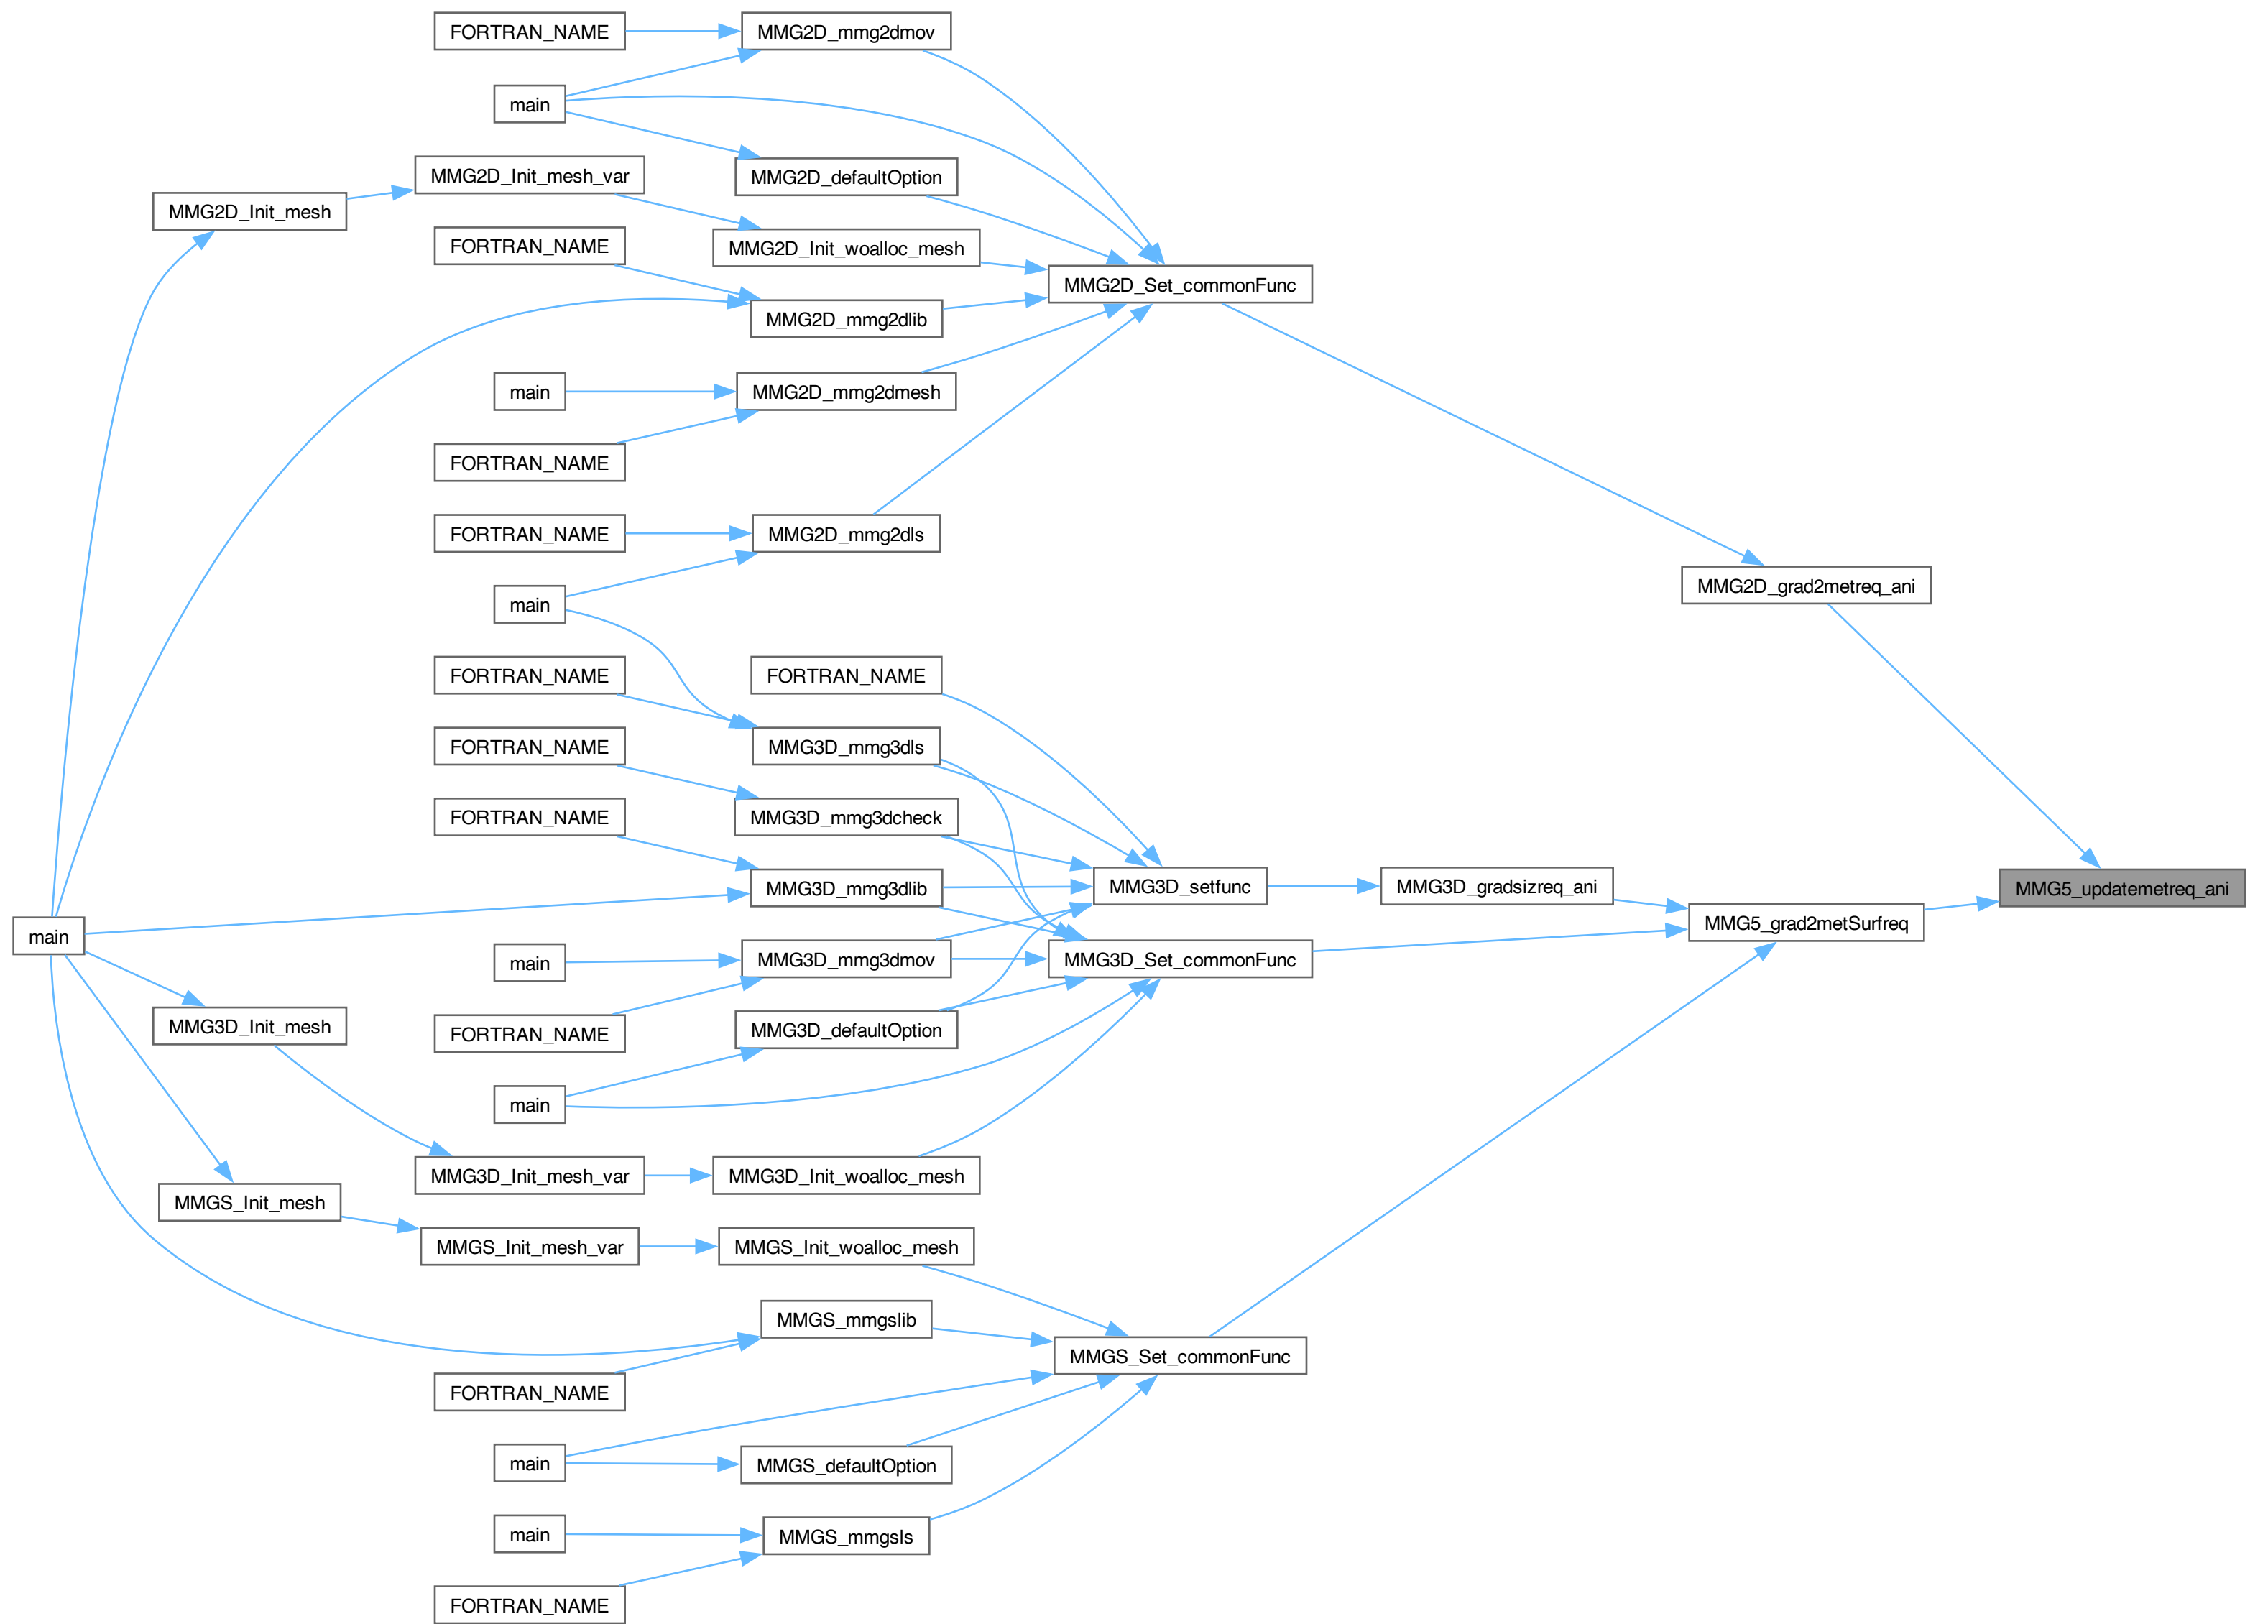 FORTRAN_NAME
MMG2D_mmg2dmov
main
MMG2D_Init_mesh_var
MMG2D_defaultOption
MMG2D_Init_mesh
FORTRAN_NAME
MMG2D_Init_woalloc_mesh
MMG2D_Set_commonFunc
MMG2D_mmg2dlib
main
MMG2D_mmg2dmesh
FORTRAN_NAME
FORTRAN_NAME
MMG2D_mmg2dls
MMG2D_grad2metreq_ani
main
FORTRAN_NAME
FORTRAN_NAME
FORTRAN_NAME
MMG3D_mmg3dls
FORTRAN_NAME
MMG3D_mmg3dcheck
MMG3D_mmg3dlib
MMG3D_setfunc
MMG3D_gradsizreq_ani
MMG5_updatemetreq_ani
MMG5_grad2metSurfreq
main
main
MMG3D_mmg3dmov
MMG3D_Set_commonFunc
MMG3D_Init_mesh
FORTRAN_NAME
MMG3D_defaultOption
main
MMG3D_Init_mesh_var
MMG3D_Init_woalloc_mesh
MMGS_Init_mesh
MMGS_Init_mesh_var
MMGS_Init_woalloc_mesh
MMGS_mmgslib
MMGS_Set_commonFunc
FORTRAN_NAME
main
MMGS_defaultOption
main
MMGS_mmgsls
FORTRAN_NAME